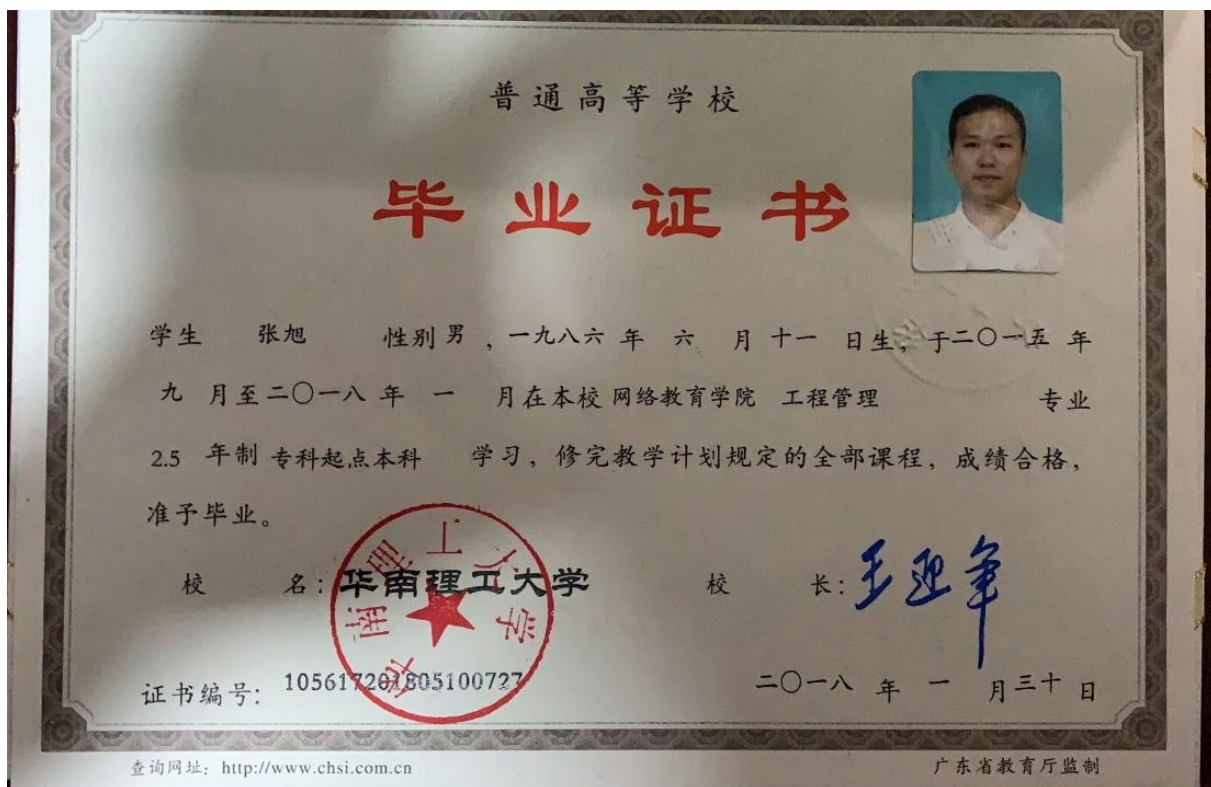 普通高等学校
毕业证书
学生 张旭 性别 男 ，一九八六 年 六 月 十一 日生，于二〇一五 年
九 月至二〇一八 年 一 月在本校 网络教育学院 工程管理 专业
2.5 年制 专科起点本科 学习，修完教学计划规定的全部课程，成绩合格，
准予毕业。
校 名：华南理工大学 校 长：王迎军
华南理工大学
证书编号：105617201805100727 二〇一八 年 一 月三十 日
查询网址：http://www.chsi.com.cn 广东省教育厅监制